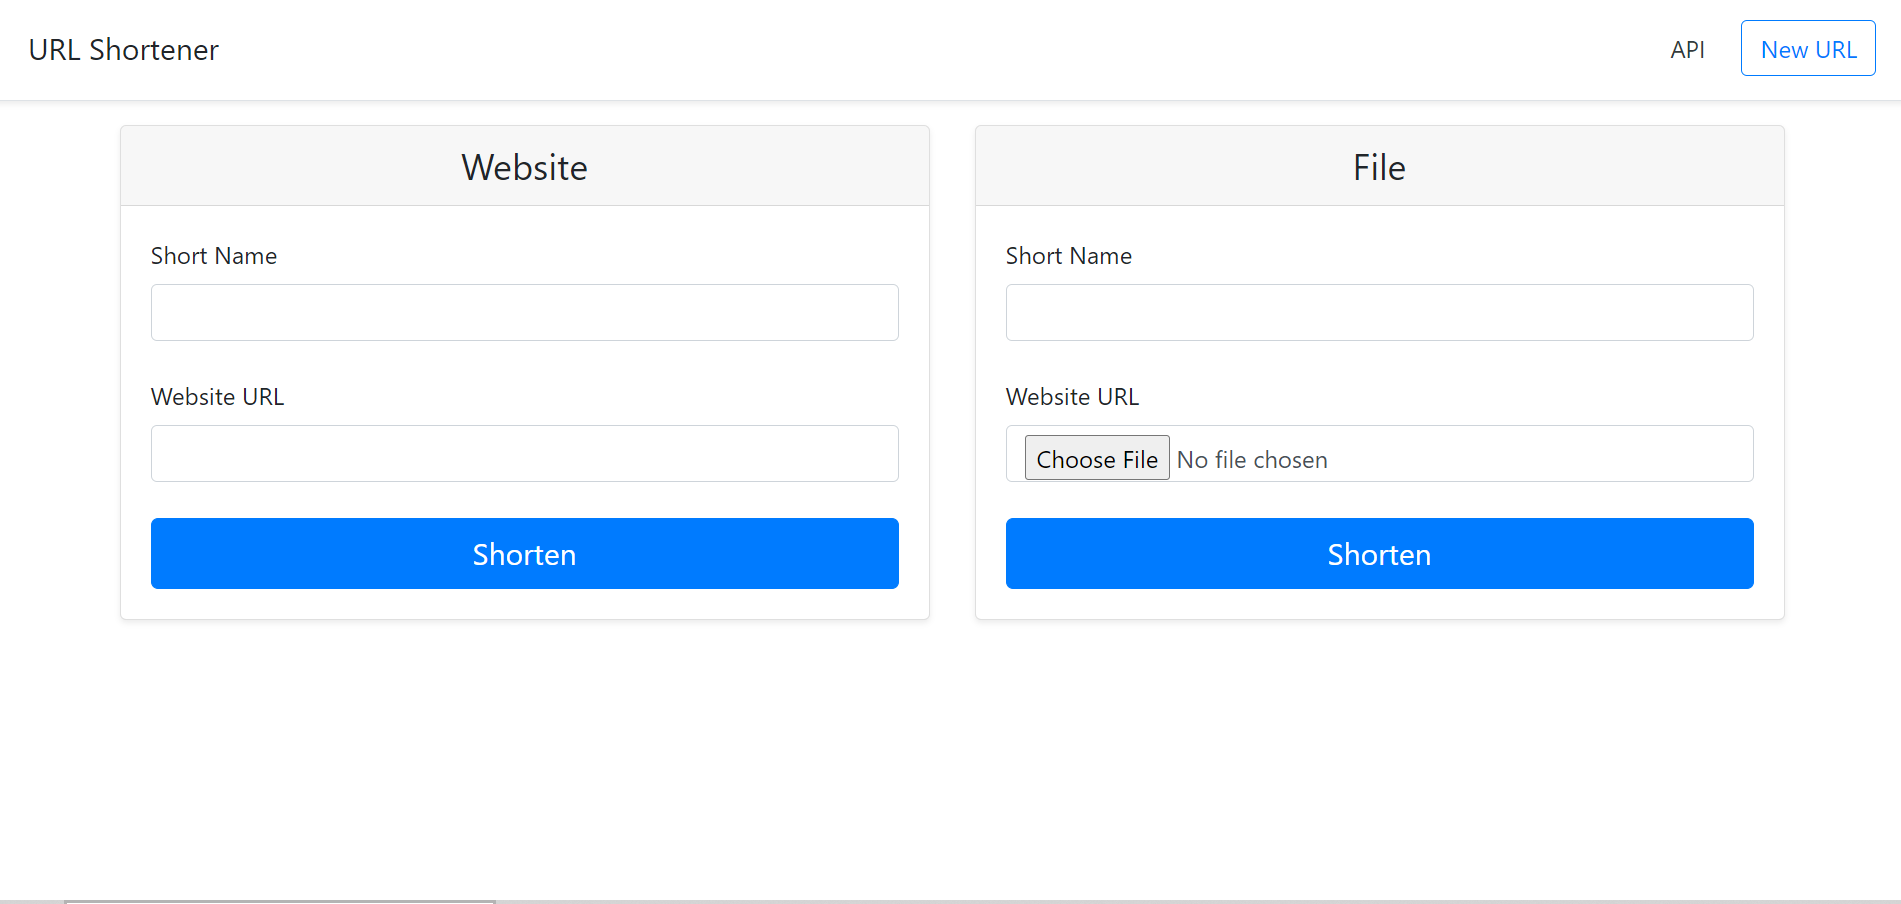 URL Shortener
API
New URL
Website
Short Name
Website URL
Shorten
File
Short Name
Website URL
Choose File No file chosen
Shorten